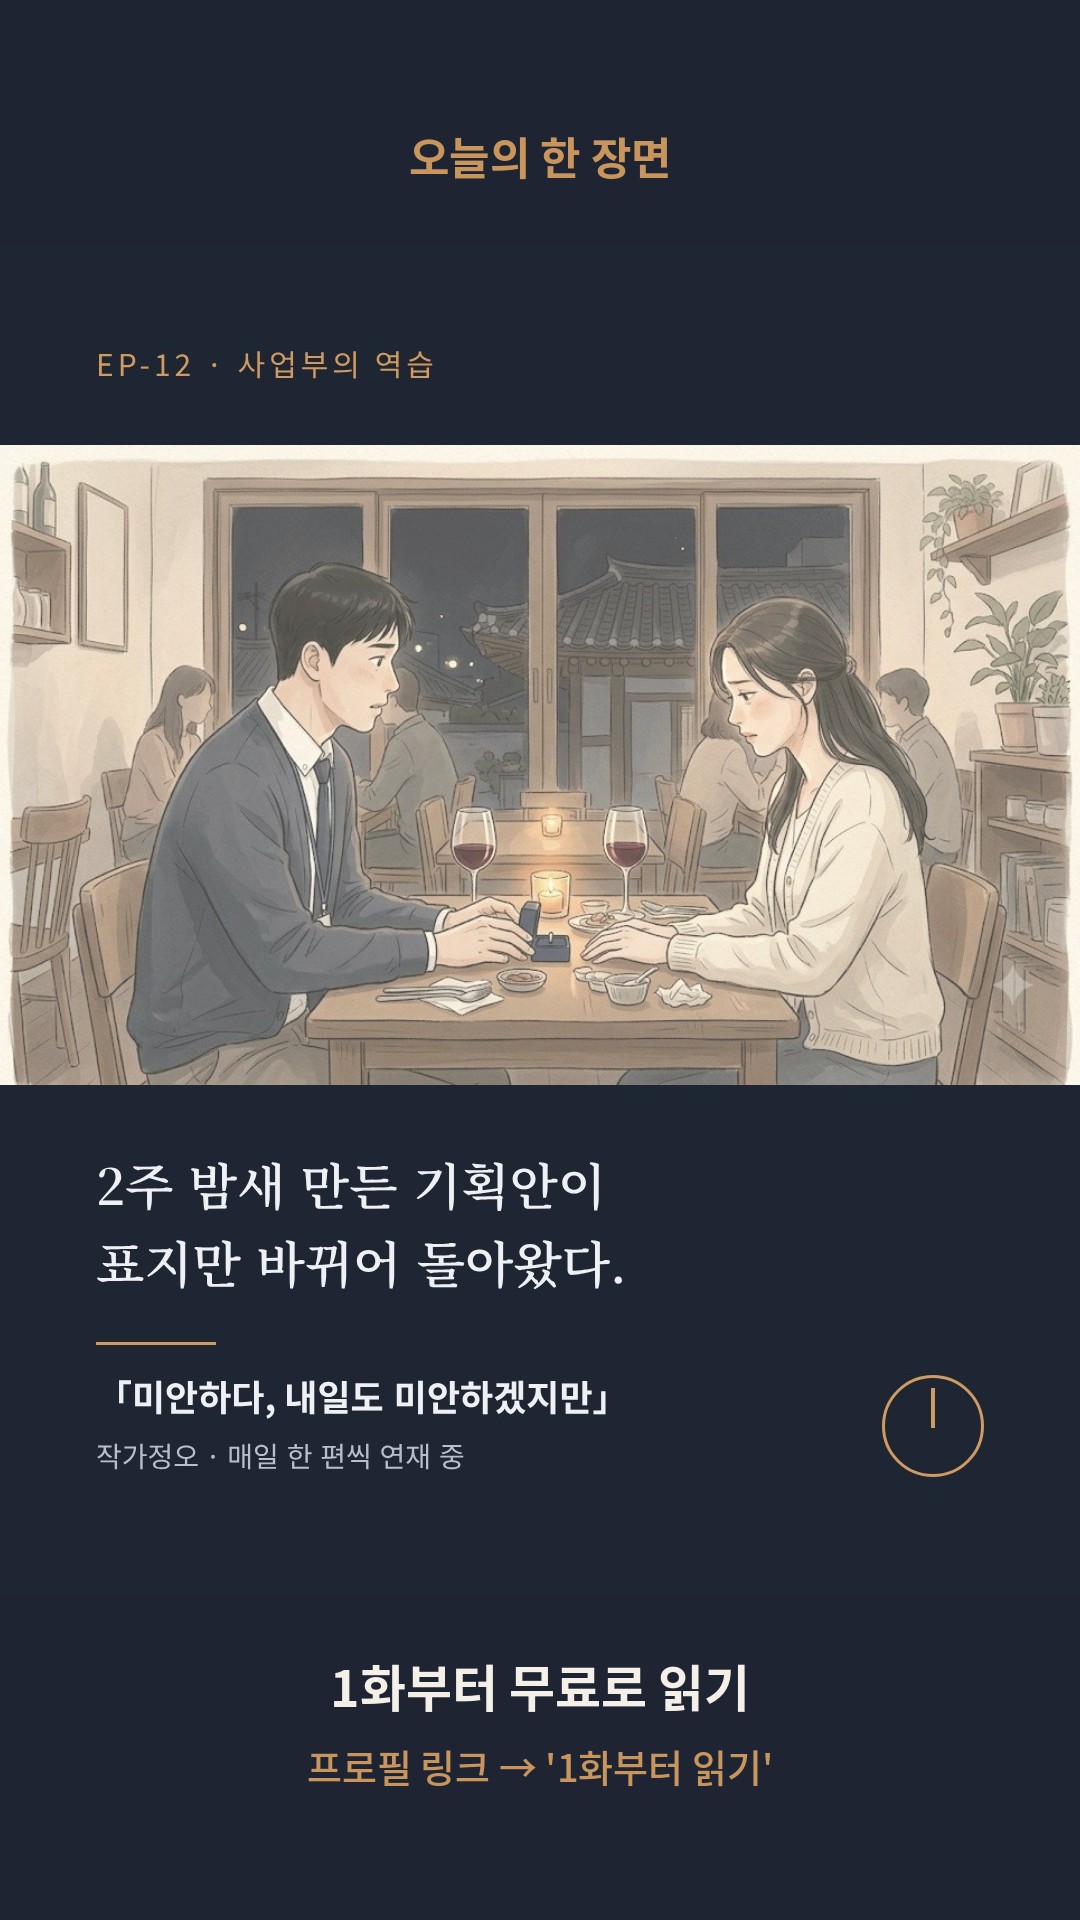 오늘의 한 장면
EP-12 · 사업부의 역습
2주 밤새 만든 기획안이
표지만 바뀌어 돌아왔다.
「미안하다, 내일도 미안하겠지만」
작가정오 · 매일 한 편씩 연재 중
1화부터 무료로 읽기
프로필 링크 → '1화부터 읽기'